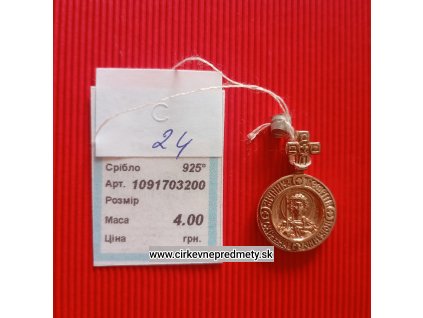 С
24
Срібло 925°
Арт. 1091703200
Розмір
Маса 4.00
Ціна грн.
www.cirkevnepredmety.sk